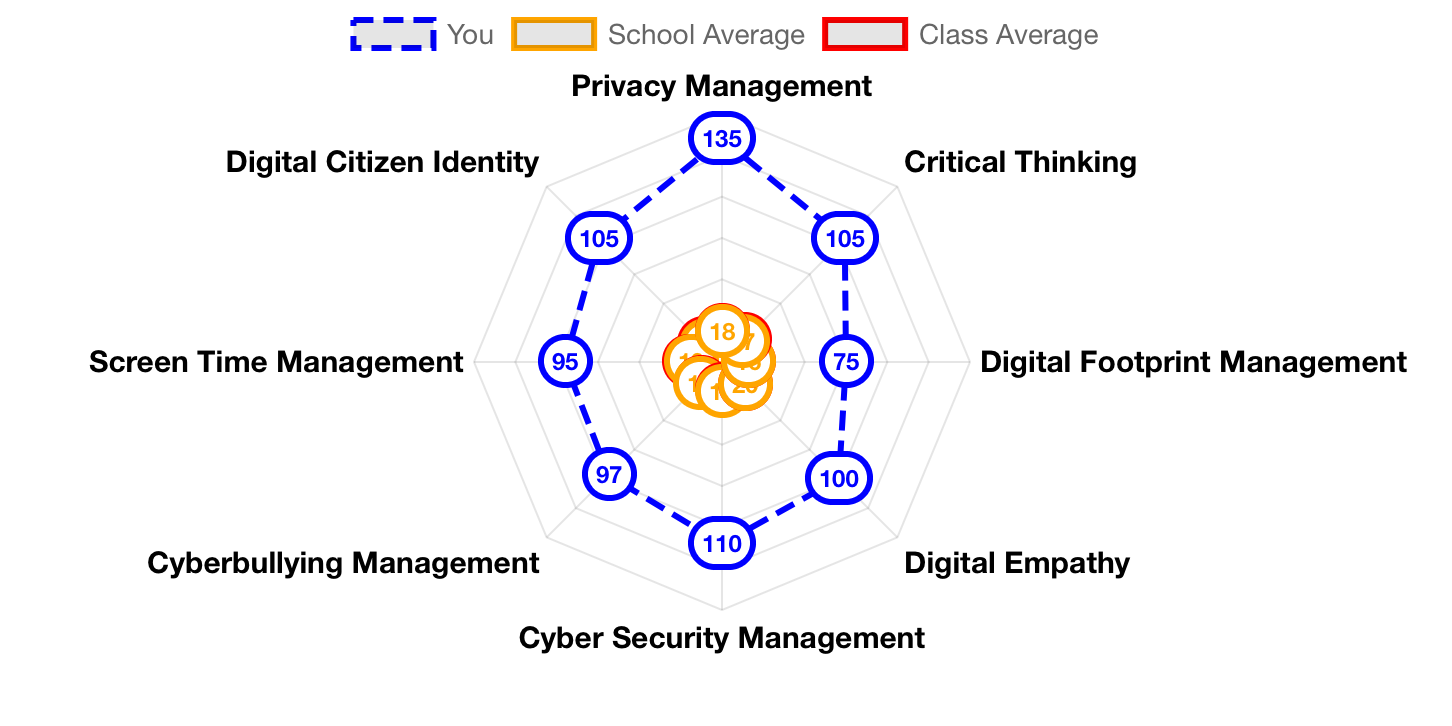 You School Average Class Average
Privacy Management
135
Digital Citizen Identity Critical Thinking
105 105
18
Screen Time Management 95 75 Digital Footprint Management
97 100
110
Cyberbullying Management Digital Empathy
Cyber Security Management